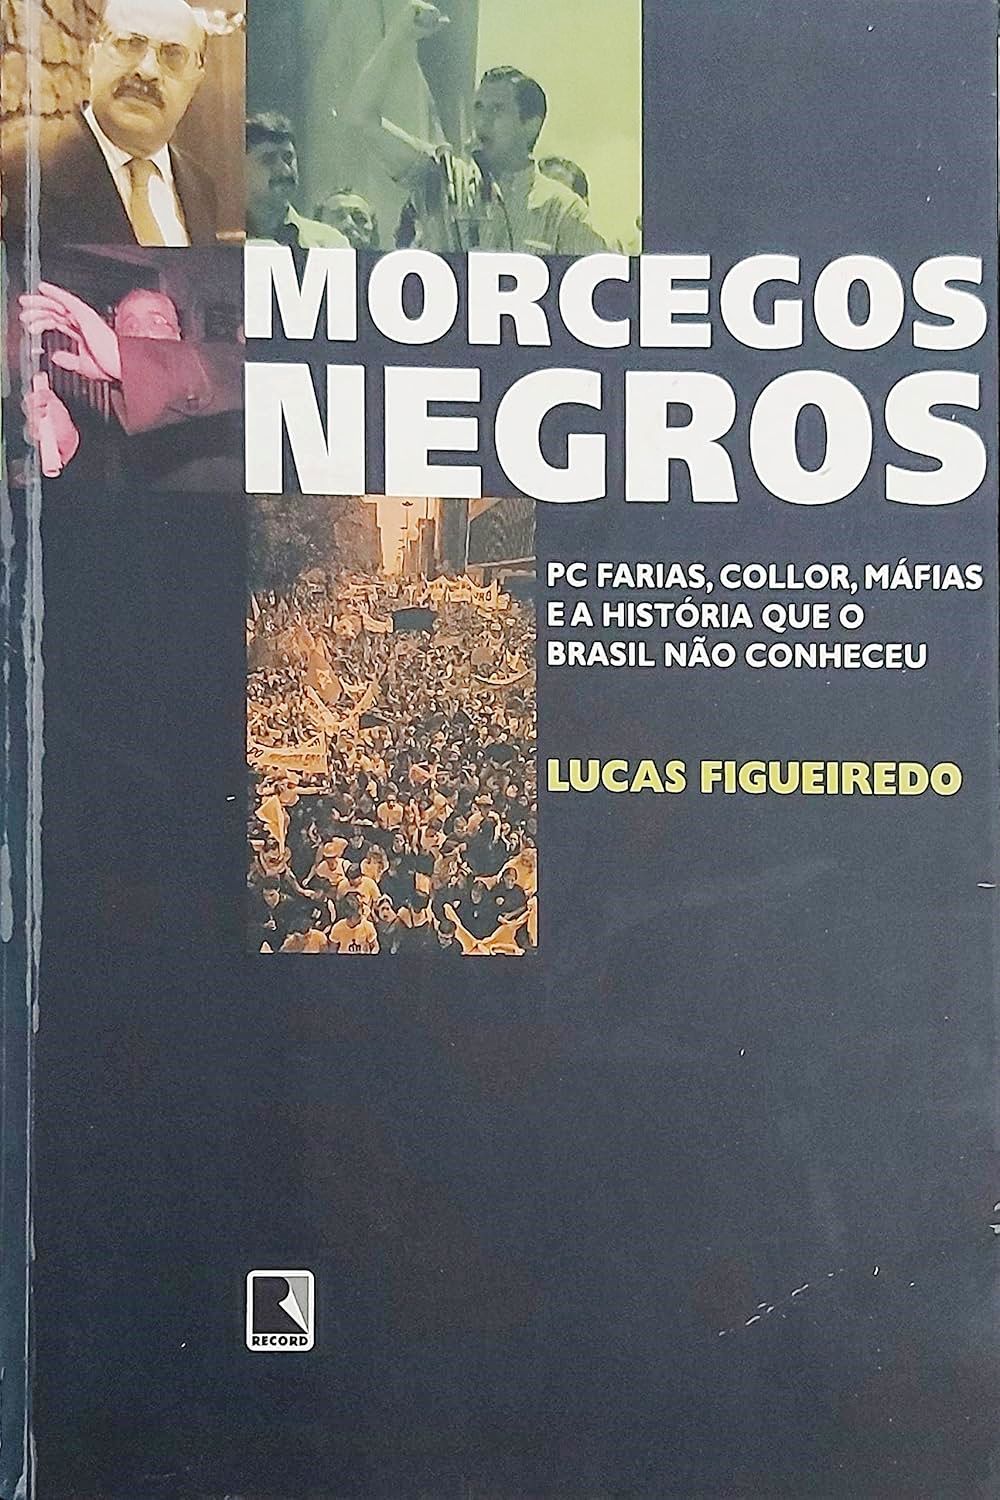 MORCEGOS
NEGROS
PC FARIAS, COLLOR, MÁFIAS
E A HISTÓRIA QUE O
BRASIL NÃO CONHECEU
LUCAS FIGUEIREDO
RECORD